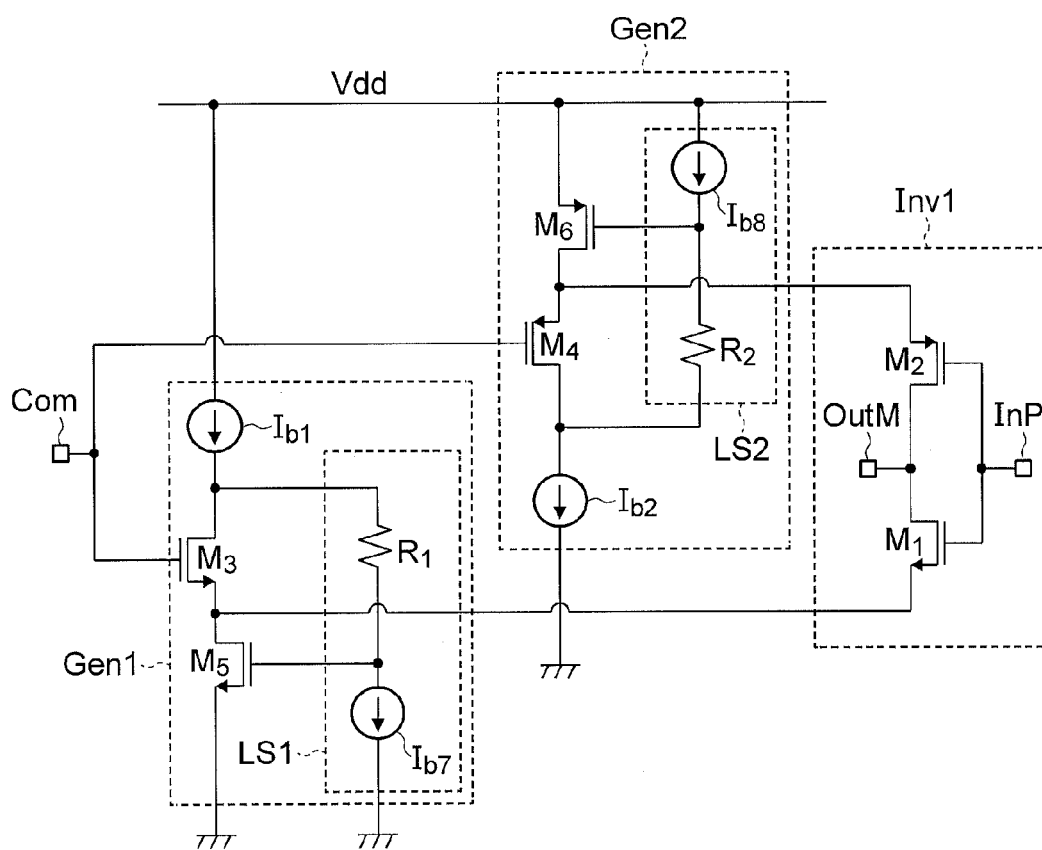 Gen2
Vdd
M6
Ib8
Inv1
M4
R2
M2
Com
Ib1
LS2
OutM
InP
Ib2
M3
R1
M1
Gen1
M5
LS1
Ib7